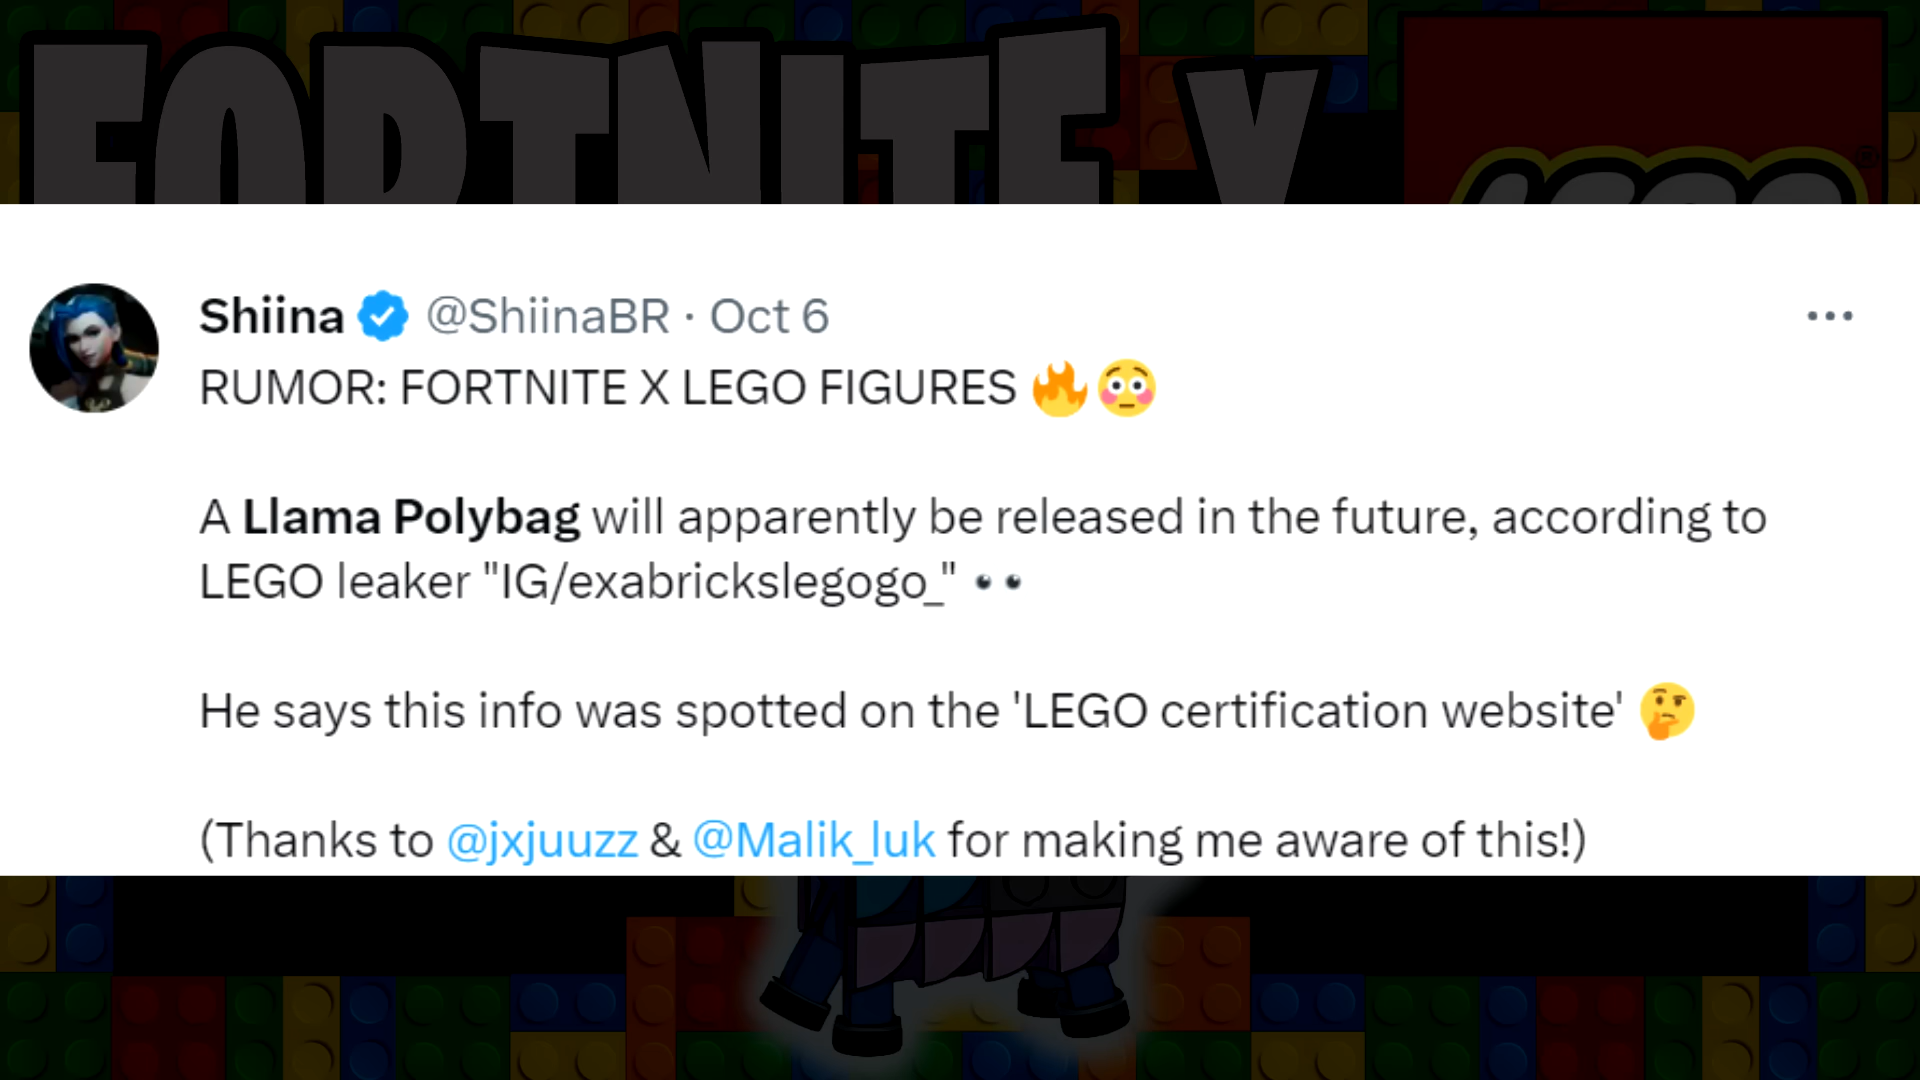 FORTNITE X
LEGO
®
Shiina @ShiinaBR · Oct 6
RUMOR: FORTNITE X LEGO FIGURES 🔥😳
A Llama Polybag will apparently be released in the future, according to
LEGO leaker "IG/exabrickslegogo_" 👀
He says this info was spotted on the 'LEGO certification website' 🤔
(Thanks to @jxjuuzz & @Malik_luk for making me aware of this!)